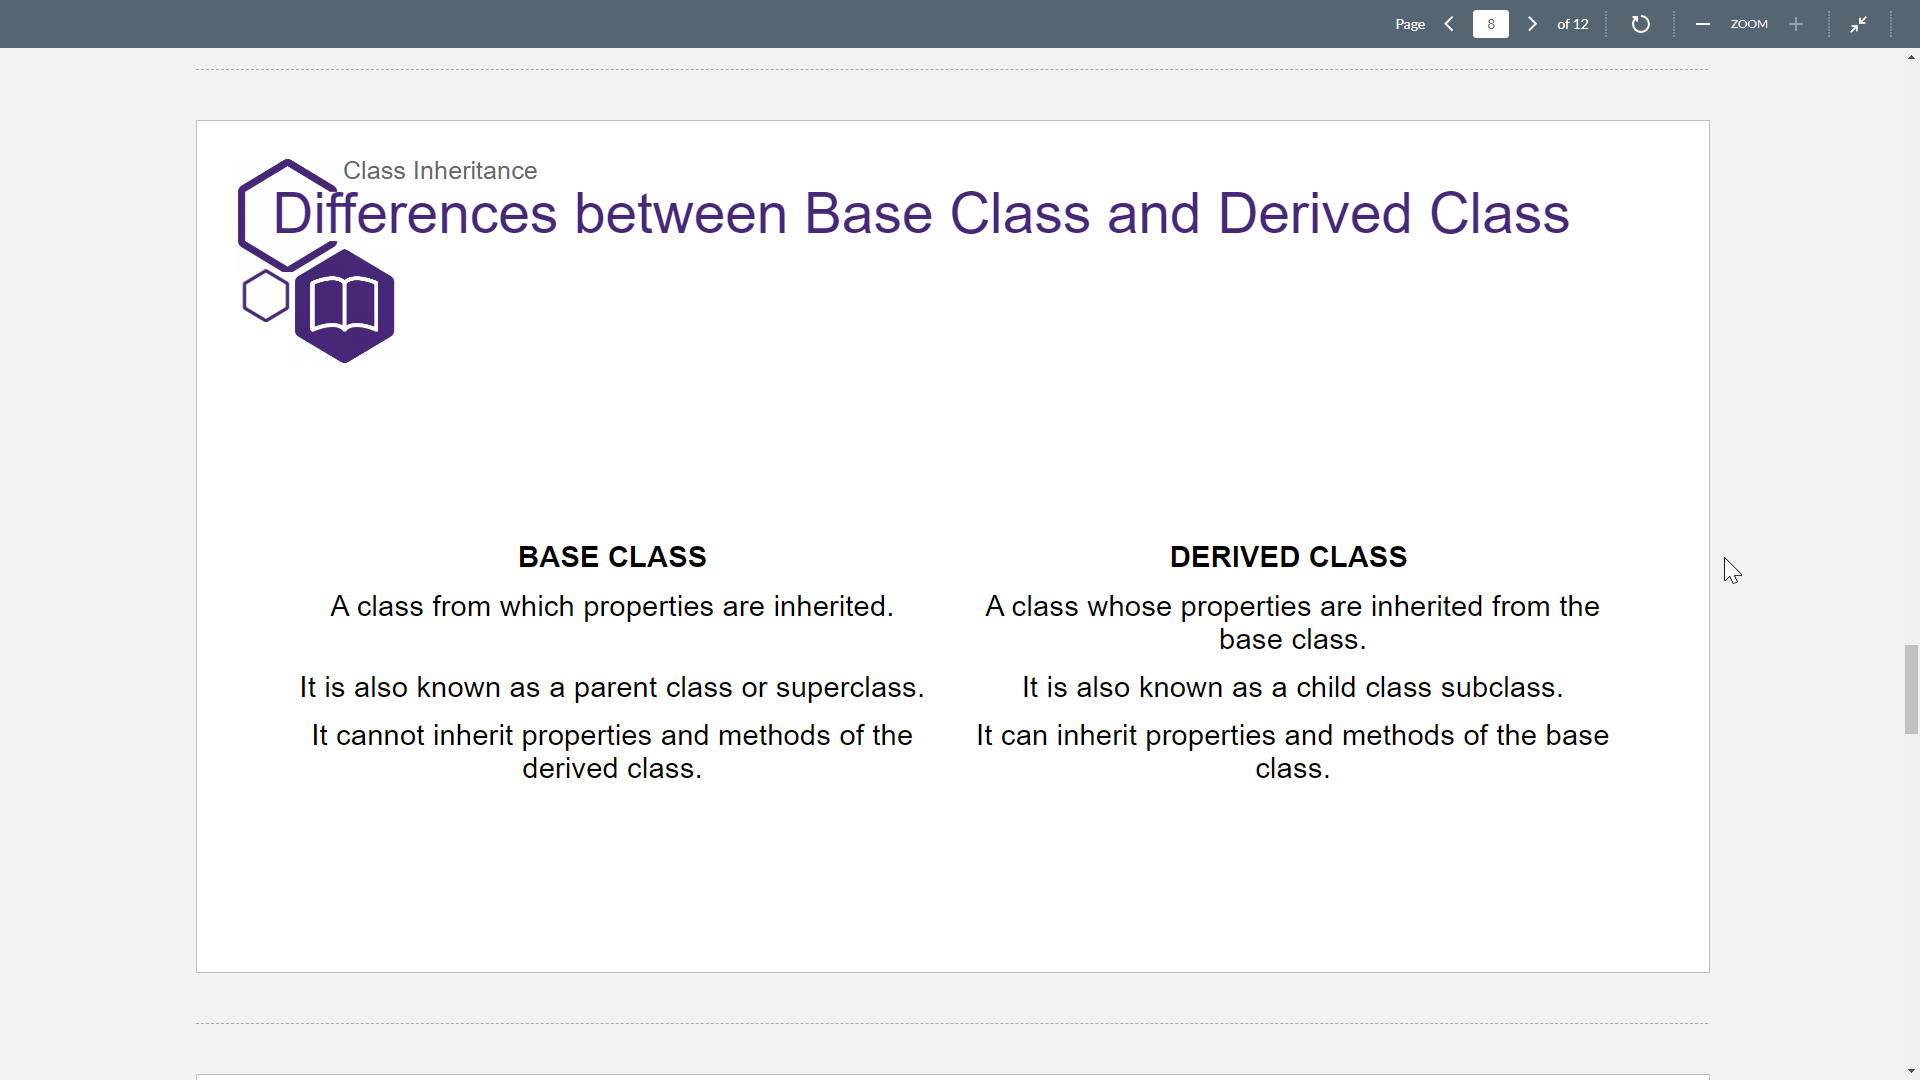 Page 8 of 12 ZOOM
Class Inheritance
Differences between Base Class and Derived Class
BASE CLASS
DERIVED CLASS
A class from which properties are inherited.
A class whose properties are inherited from the
base class.
It is also known as a parent class or superclass.
It is also known as a child class subclass.
It cannot inherit properties and methods of the
derived class.
It can inherit properties and methods of the base
class.